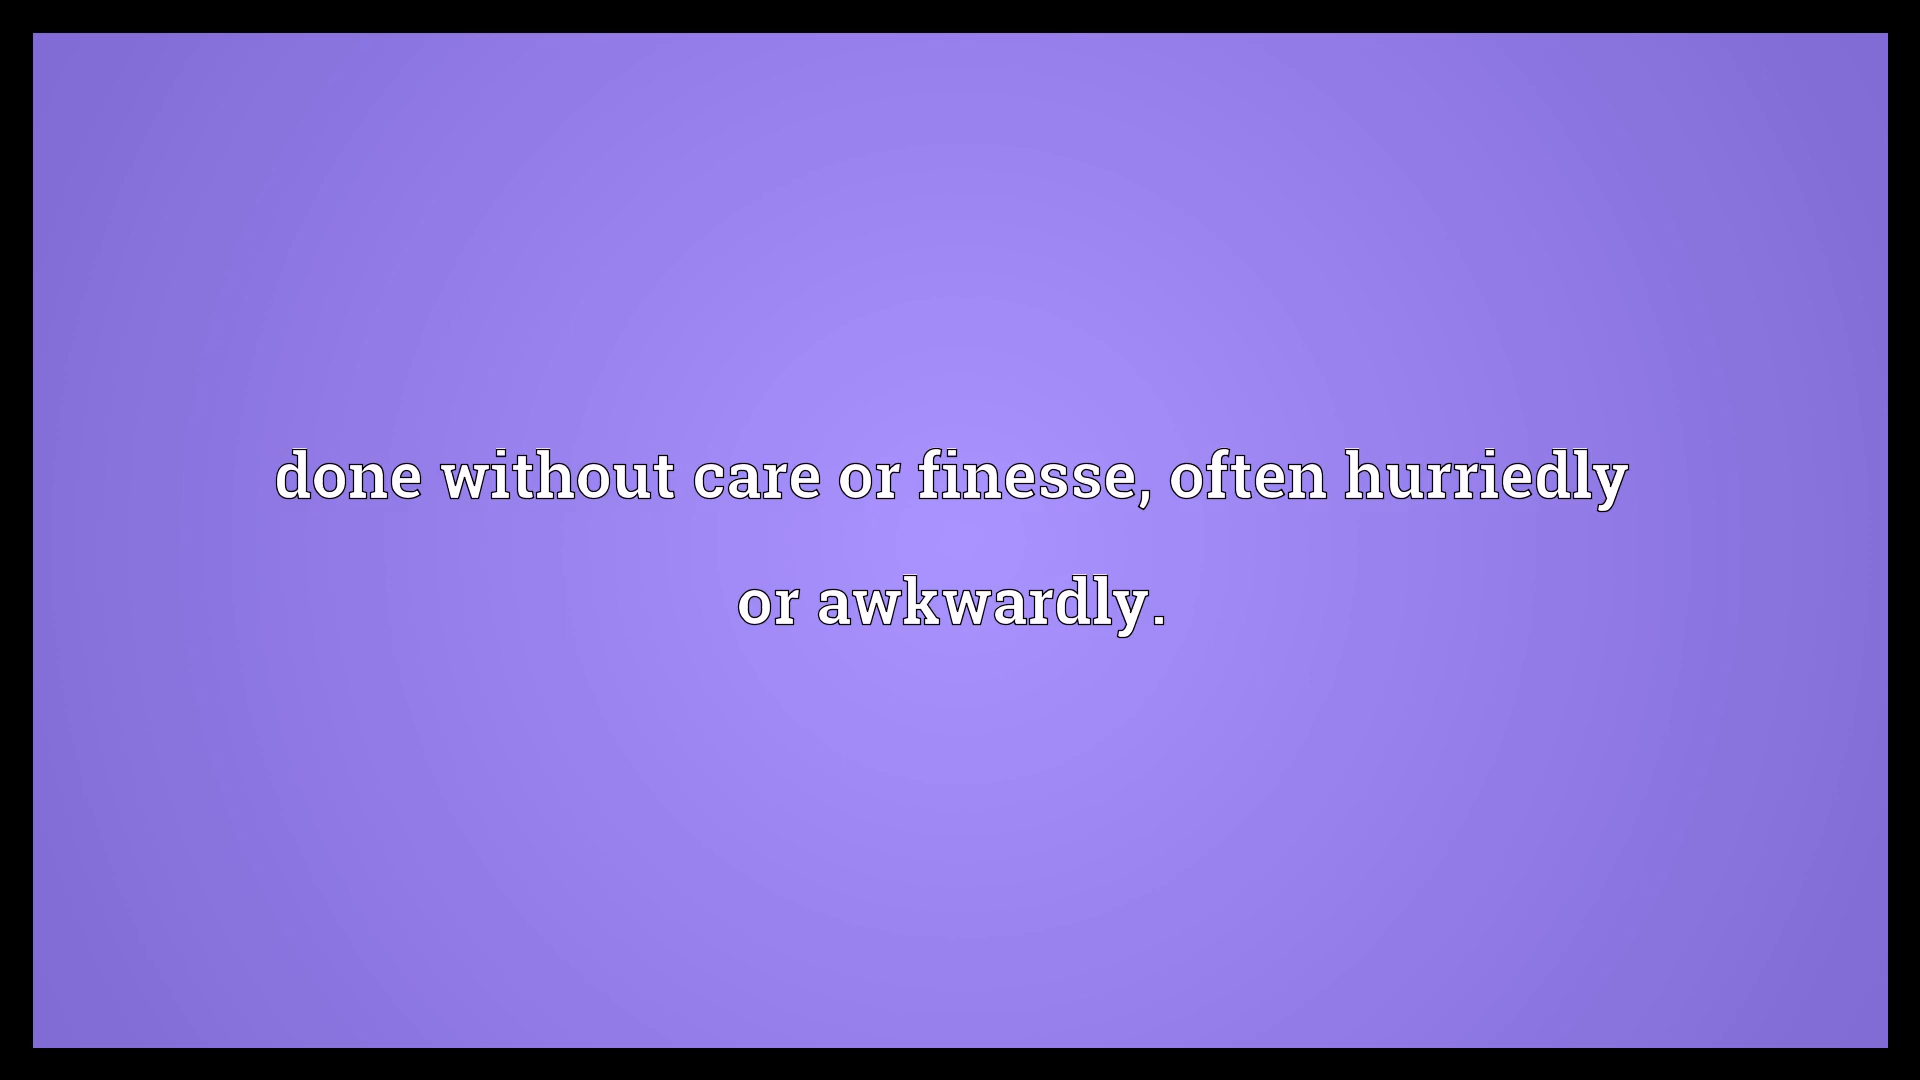 done without care or finesse, often hurriedly
or awkwardly.